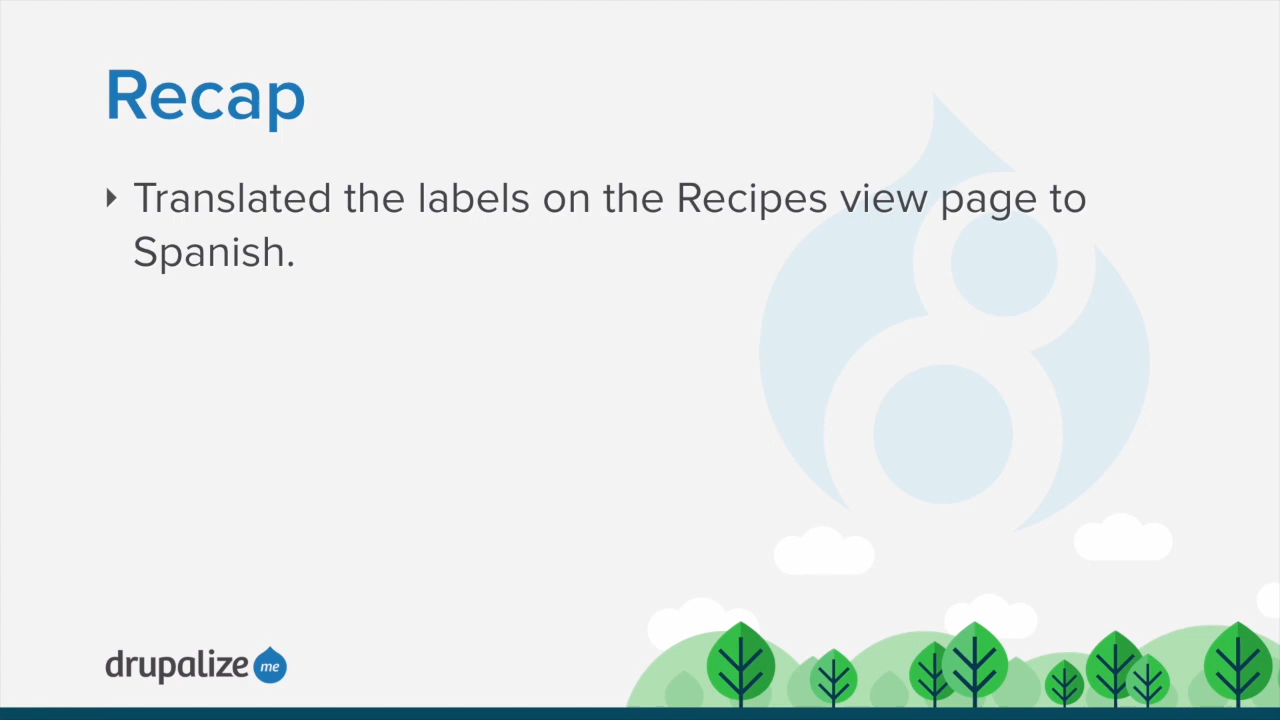 Recap
Translated the labels on the Recipes view page to
Spanish.
drupalize me